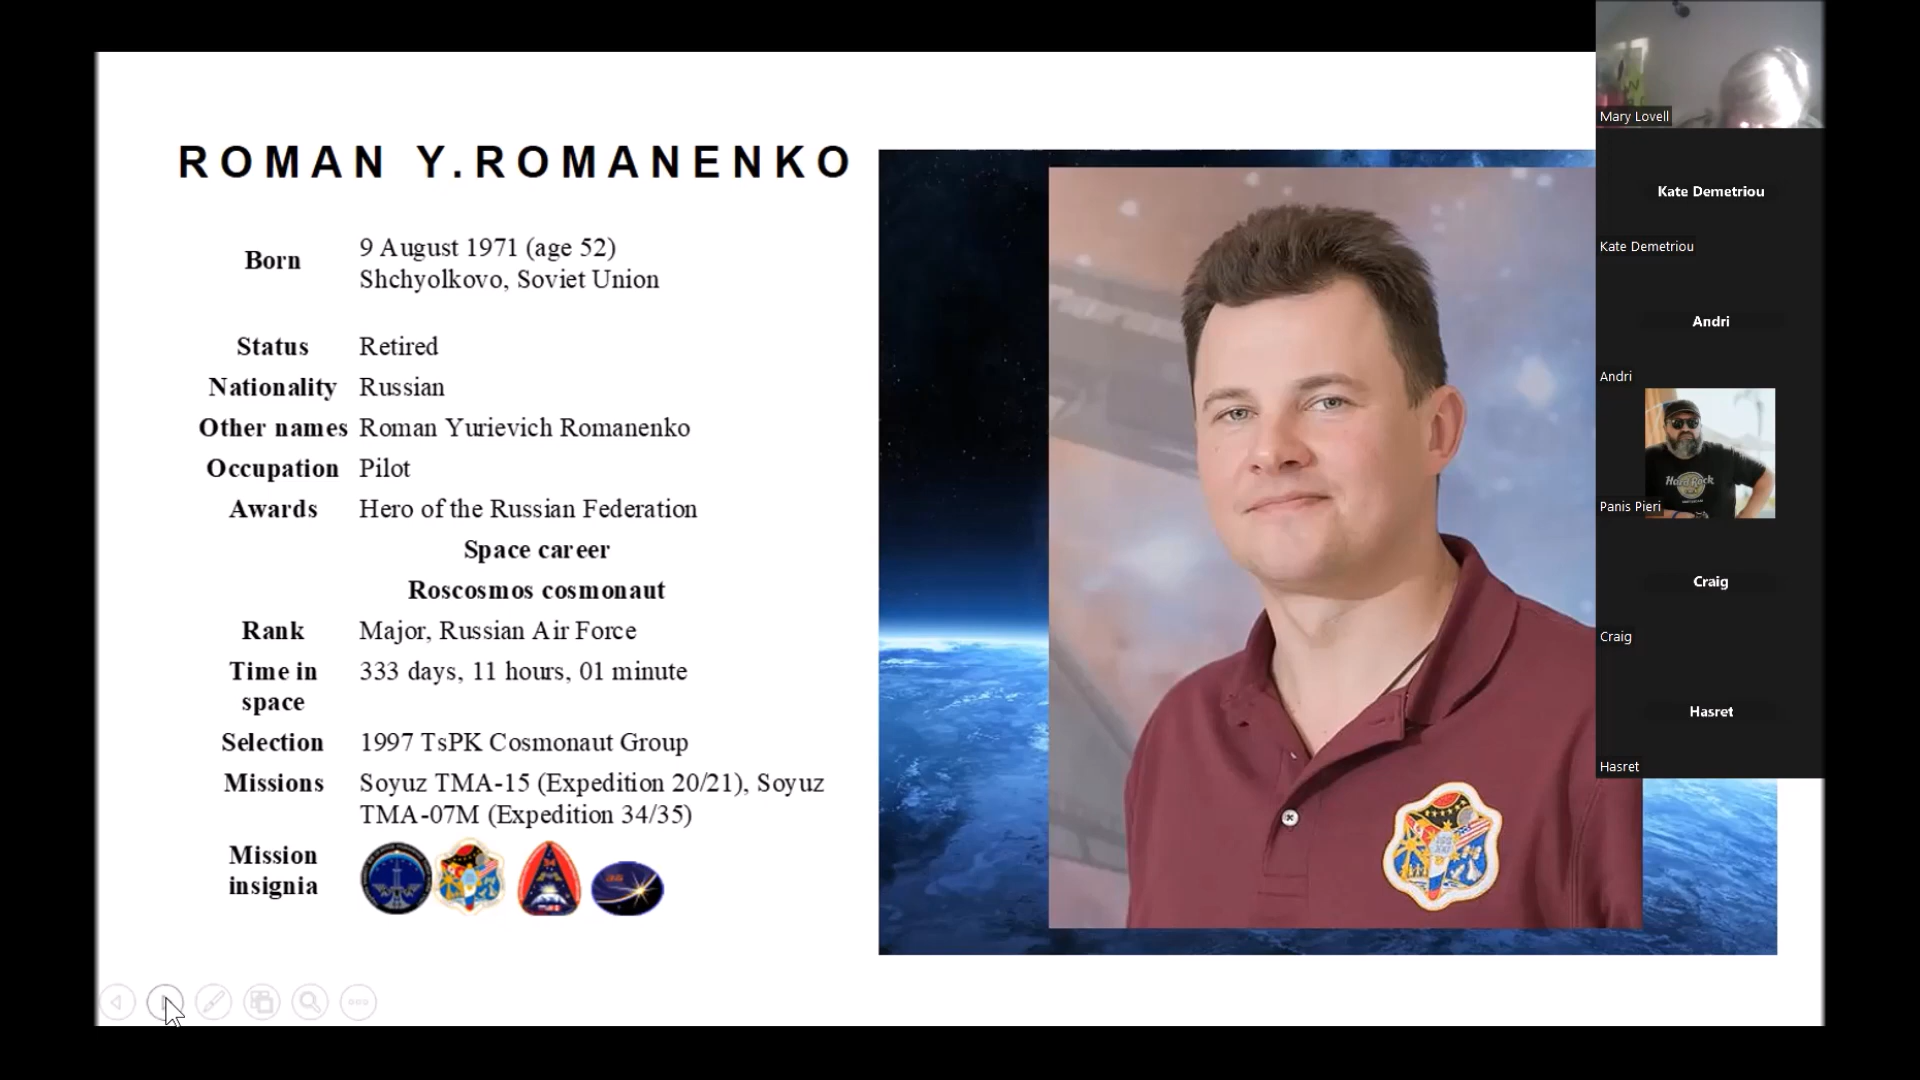 ROMAN Y.ROMANENKO
Born
9 August 1971 (age 52)
Shchyolkovo, Soviet Union
Status Retired
Nationality Russian
Other names Roman Yurievich Romanenko
Occupation Pilot
Awards Hero of the Russian Federation
Space career
Roscosmos cosmonaut
Rank Major, Russian Air Force
Time in space 333 days, 11 hours, 01 minute
Selection 1997 TsPK Cosmonaut Group
Missions Soyuz TMA-15 (Expedition 20/21), Soyuz
TMA-07M (Expedition 34/35)
Mission
insignia
Mary Lovell
Kate Demetriou
Kate Demetriou
Andri
Andri
Hard Rock
Panis Pieri
Craig
Craig
Hasret
Hasret